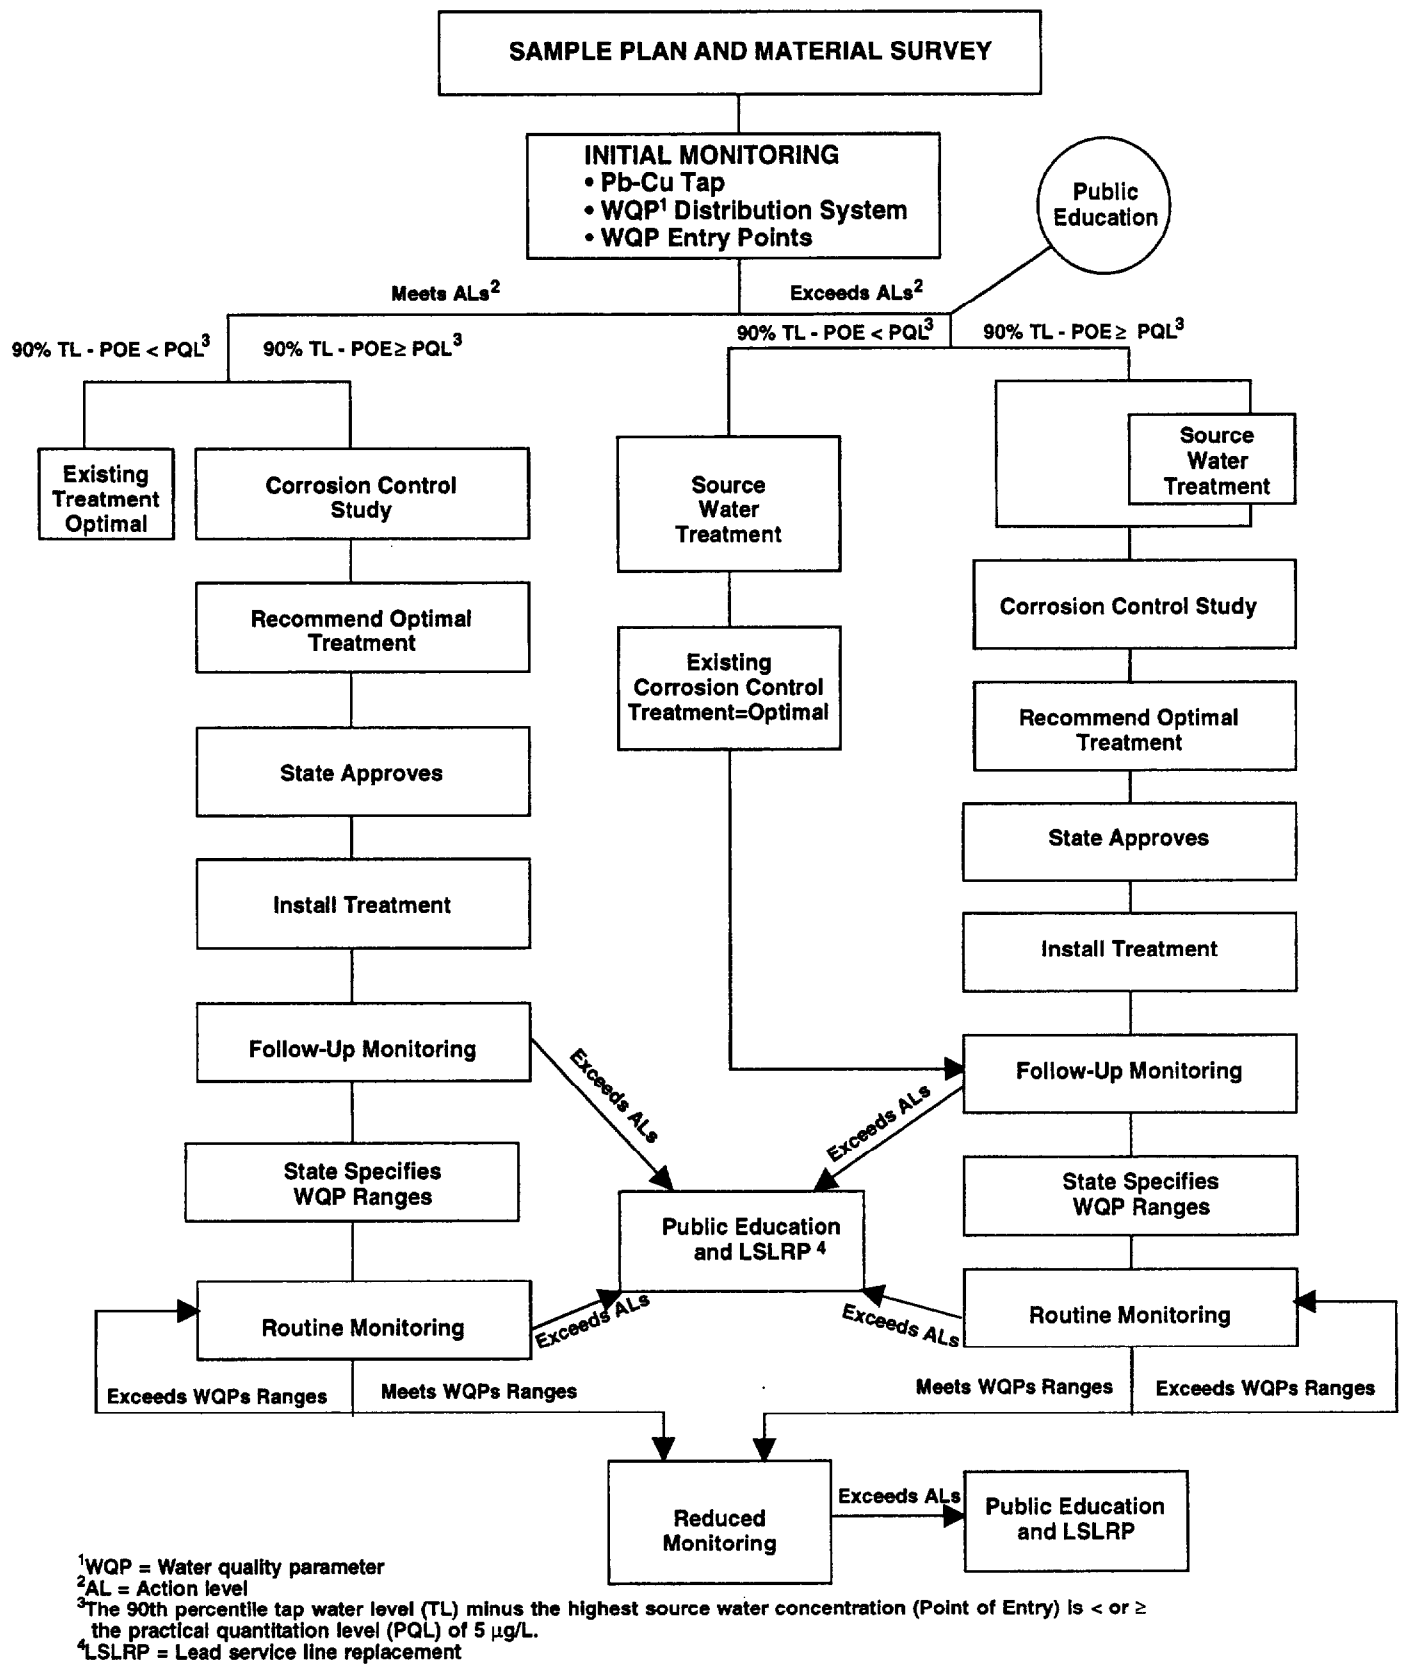 SAMPLE PLAN AND MATERIAL SURVEY
INITIAL MONITORING
• Pb-Cu Tap
• WQP¹ Distribution System
• WQP Entry Points
Public
Education
Meets ALs²
Exceeds ALs²
90% TL - POE < PQL³
90% TL - POE ≥ PQL³
90% TL - POE < PQL³
90% TL - POE ≥ PQL³
Existing
Treatment
Optimal
Corrosion Control
Study
Source
Water
Treatment
Source
Water
Treatment
Recommend Optimal
Treatment
Existing
Corrosion Control
Treatment=Optimal
Corrosion Control Study
Recommend Optimal
Treatment
State Approves
State Approves
Install Treatment
Install Treatment
Follow-Up Monitoring
Exceeds ALs
Exceeds ALs
Follow-Up Monitoring
State Specifies
WQP Ranges
Public Education
and LSLRP ⁴
State Specifies
WQP Ranges
Routine Monitoring
Exceeds ALs
Exceeds ALs
Routine Monitoring
Exceeds WQPs Ranges
Meets WQPs Ranges
Meets WQPs Ranges
Exceeds WQPs Ranges
Reduced
Monitoring
Exceeds ALs
Public Education
and LSLRP
¹WQP = Water quality parameter
²AL = Action level
³The 90th percentile tap water level (TL) minus the highest source water concentration (Point of Entry) is < or ≥
the practical quantitation level (PQL) of 5 µg/L.
⁴LSLRP = Lead service line replacement